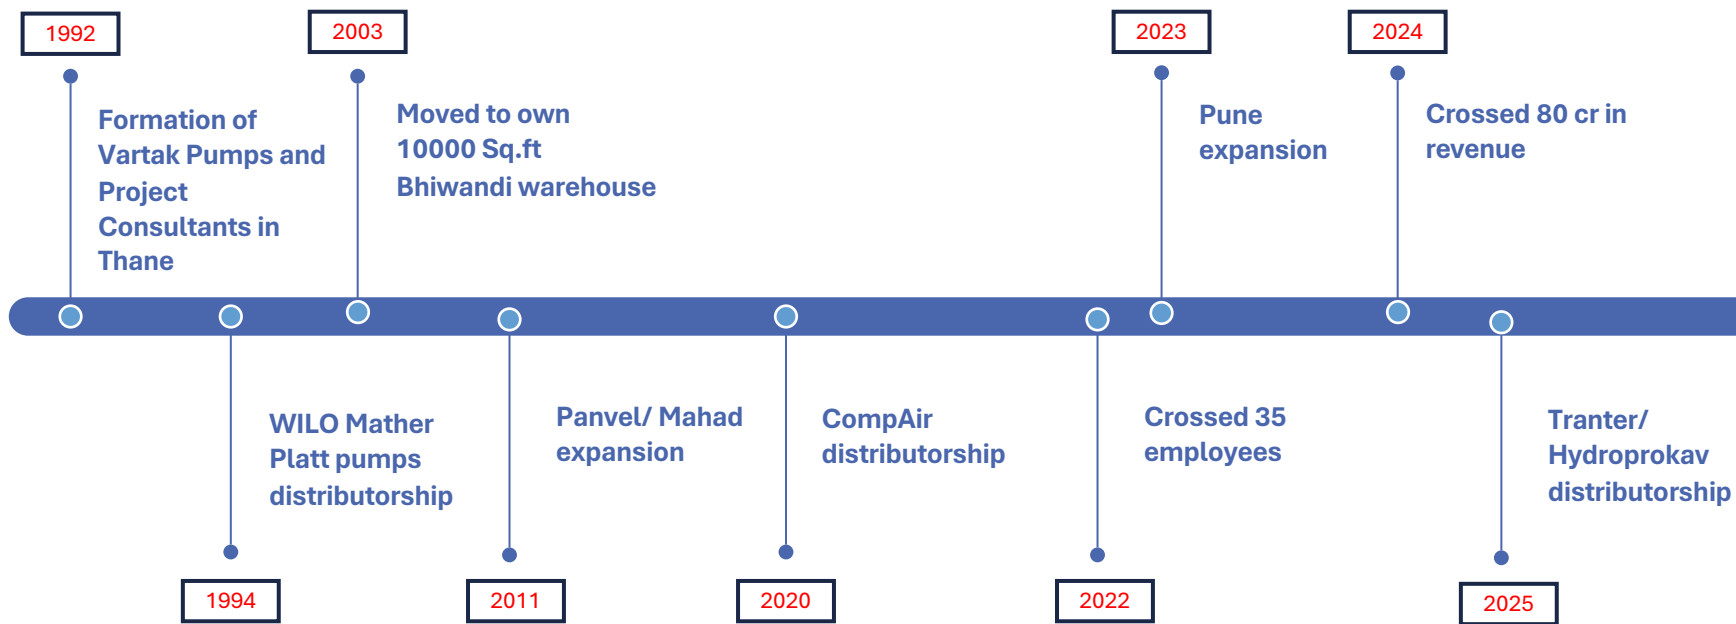 1992
Formation of
Vartak Pumps and
Project
Consultants in
Thane
2003
Moved to own
10000 Sq.ft
Bhiwandi warehouse
2023
Pune
expansion
2024
Crossed 80 cr in
revenue
WILO Mather
Platt pumps
distributorship
1994
Panvel/ Mahad
expansion
2011
CompAir
distributorship
2020
Crossed 35
employees
2022
Tranter/
Hydroprokav
distributorship
2025